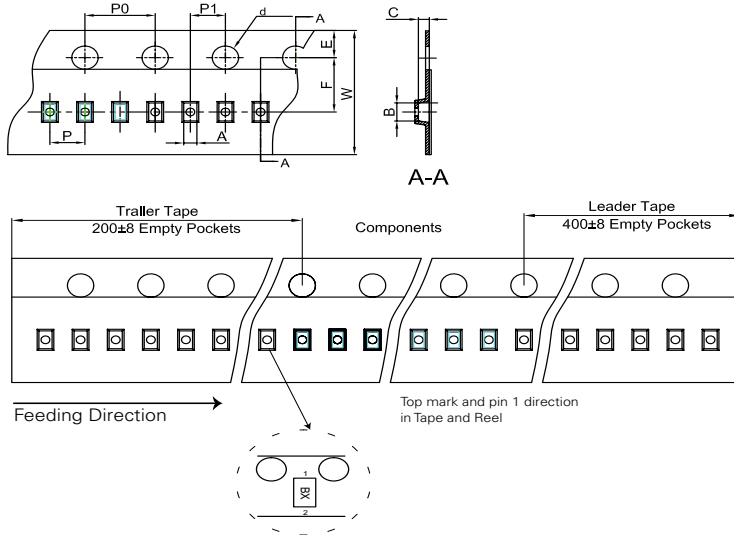 P0
P1
d
A
C
E
F
W
B
P
A
A
A-A
Traller Tape
200±8 Empty Pockets
Components
Leader Tape
400±8 Empty Pockets
Feeding Direction
Top mark and pin 1 direction
in Tape and Reel
1
BX
2